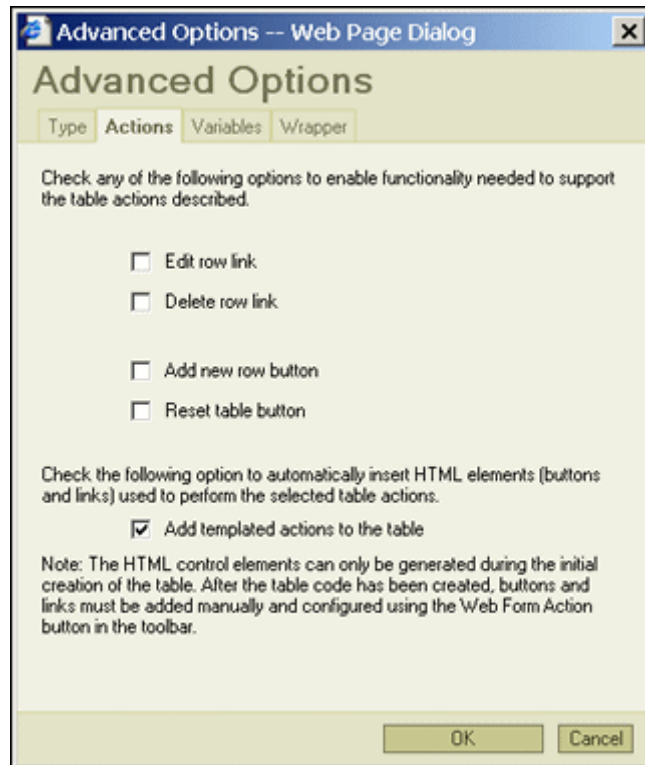 Advanced Options -- Web Page Dialog
Advanced Options
Type Actions Variables Wrapper
Check any of the following options to enable functionality needed to support
the table actions described.
Edit row link
Delete row link
Add new row button
Reset table button
Check the following option to automatically insert HTML elements (buttons
and links) used to perform the selected table actions.
Add templated actions to the table
Note: The HTML control elements can only be generated during the initial
creation of the table. After the table code has been created, buttons and
links must be added manually and configured using the Web Form Action
button in the toolbar.
OK Cancel